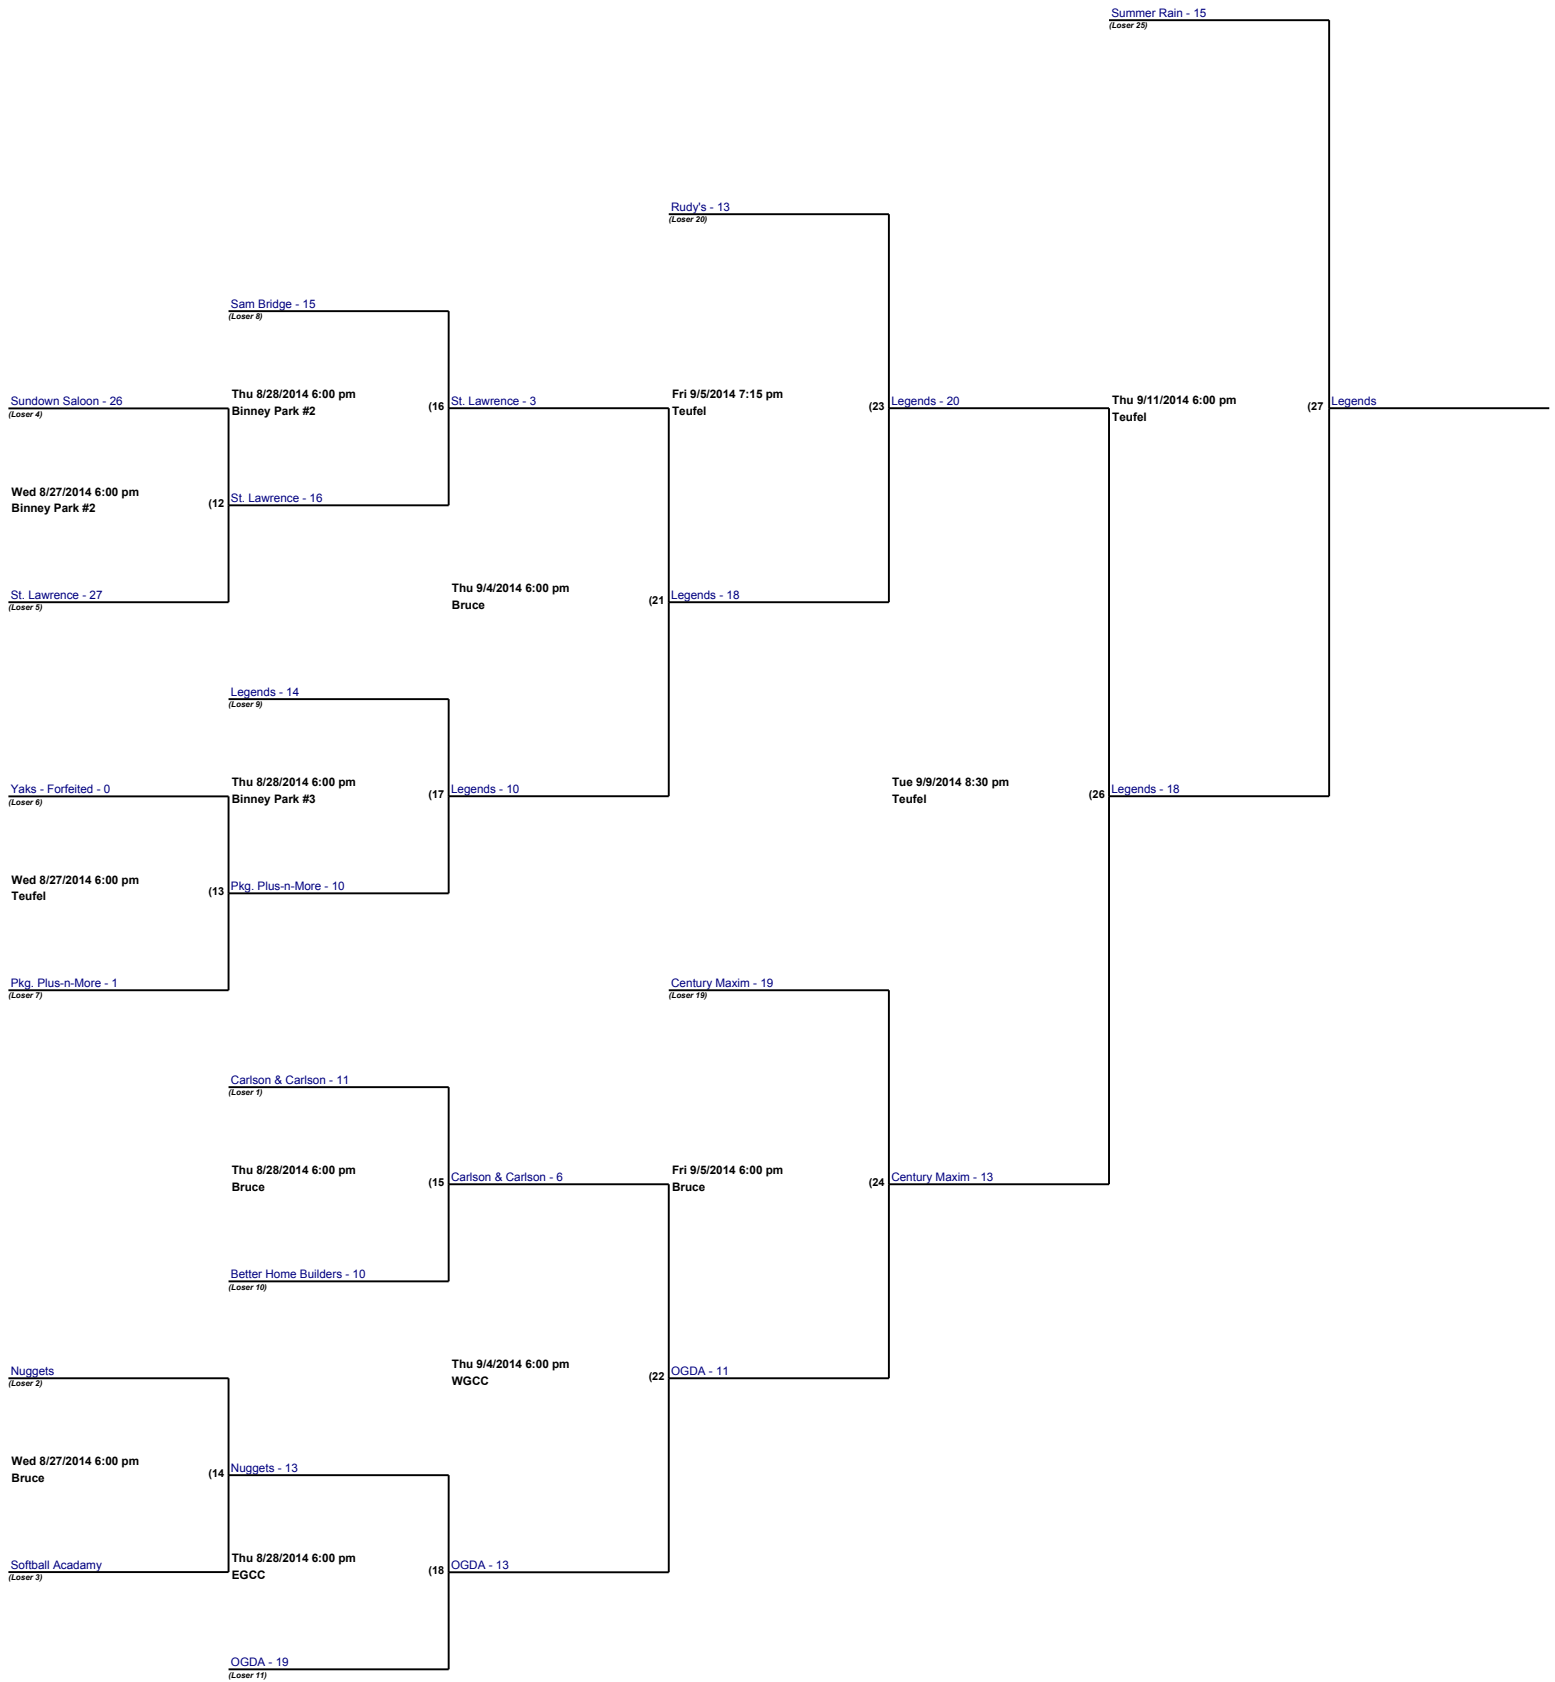 Summer Rain - 15
(Loser 25)
Rudy's - 13
(Loser 20)
Sam Bridge - 15
(Loser 8)
Thu 8/28/2014 6:00 pm
Binney Park #2
Fri 9/5/2014 7:15 pm
Teufel
Sundown Saloon - 26
(Loser 4)
(16
St. Lawrence - 3
(23
Legends - 20
Thu 9/11/2014 6:00 pm
Teufel
(27
Legends
Wed 8/27/2014 6:00 pm
Binney Park #2
(12
St. Lawrence - 16
Thu 9/4/2014 6:00 pm
Bruce
St. Lawrence - 27
(Loser 5)
(21
Legends - 18
Legends - 14
(Loser 9)
Thu 8/28/2014 6:00 pm
Binney Park #3
Tue 9/9/2014 8:30 pm
Teufel
Yaks - Forfeited - 0
(Loser 6)
(17
Legends - 10
(26
Legends - 18
Wed 8/27/2014 6:00 pm
Teufel
(13
Pkg. Plus-n-More - 10
Pkg. Plus-n-More - 1
(Loser 7)
Century Maxim - 19
(Loser 19)
Carlson & Carlson - 11
(Loser 1)
Thu 8/28/2014 6:00 pm
Bruce
(15
Carlson & Carlson - 6
Fri 9/5/2014 6:00 pm
Bruce
(24
Century Maxim - 13
Better Home Builders - 10
(Loser 10)
Thu 9/4/2014 6:00 pm
WGCC
Nuggets
(Loser 2)
(22
OGDA - 11
Wed 8/27/2014 6:00 pm
Bruce
(14
Nuggets - 13
Thu 8/28/2014 6:00 pm
EGCC
Softball Acadamy
(Loser 3)
(18
OGDA - 13
OGDA - 19
(Loser 11)